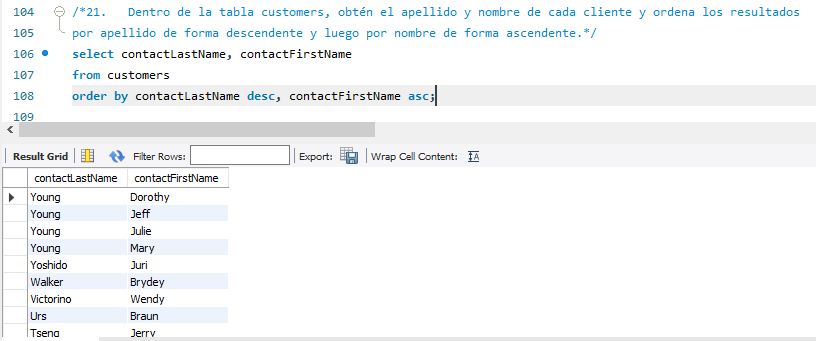 104 /*21. Dentro de la tabla customers, obtén el apellido y nombre de cada cliente y ordena los resultados
105 por apellido de forma descendente y luego por nombre de forma ascendente.*/
106 select contactLastName, contactFirstName
107 from customers
108 order by contactLastName desc, contactFirstName asc;
109
Result Grid Filter Rows: Export: Wrap Cell Content: IA
contactLastName contactFirstName
Young Dorothy
Young Jeff
Young Julie
Young Mary
Yoshido Juri
Walker Brydey
Victorino Wendy
Urs Braun
Tseng Jerry